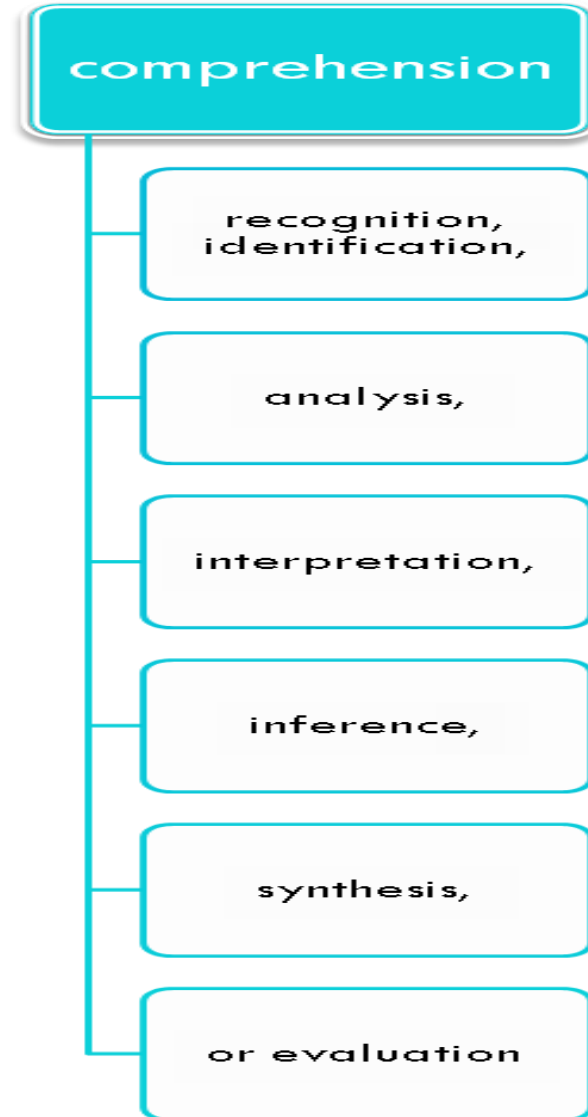 comprehension
recognition,
identification,
analysis,
interpretation,
inference,
synthesis,
or evaluation